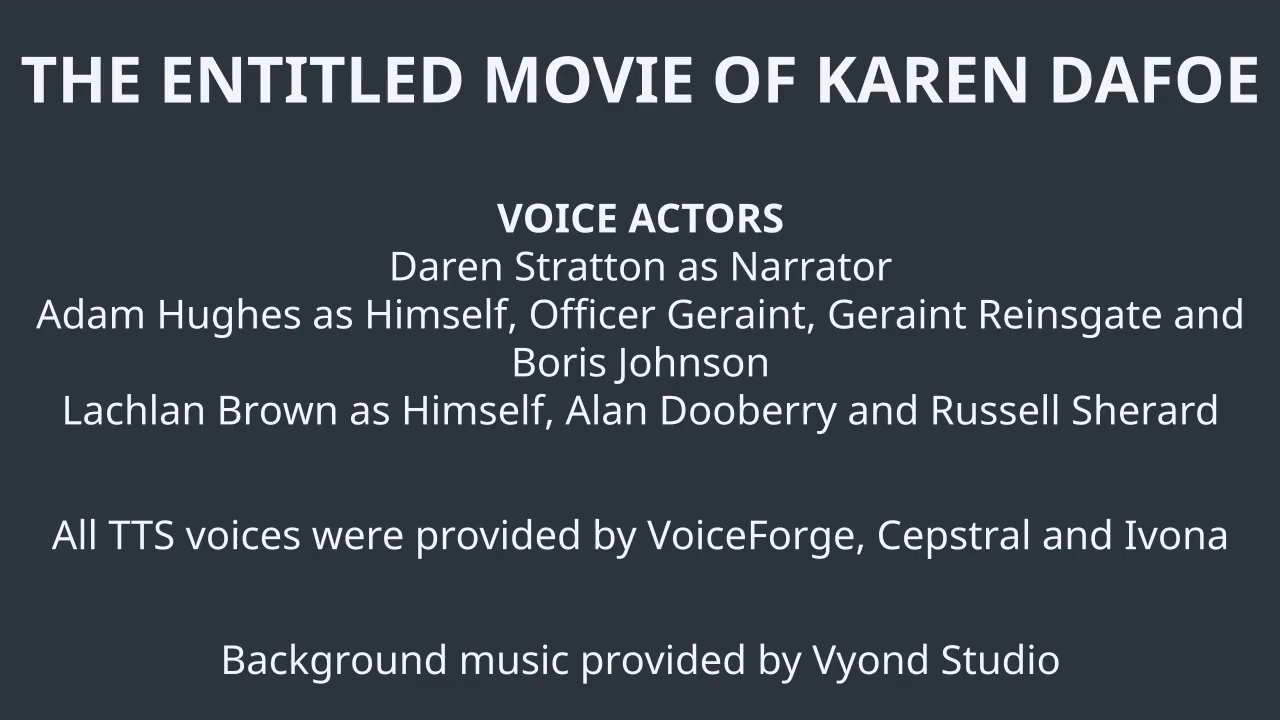 THE ENTITLED MOVIE OF KAREN DAFOE
VOICE ACTORS
Daren Stratton as Narrator
Adam Hughes as Himself, Officer Geraint, Geraint Reinsgate and
Boris Johnson
Lachlan Brown as Himself, Alan Dooberry and Russell Sherard
All TTS voices were provided by VoiceForge, Cepstral and Ivona
Background music provided by Vyond Studio